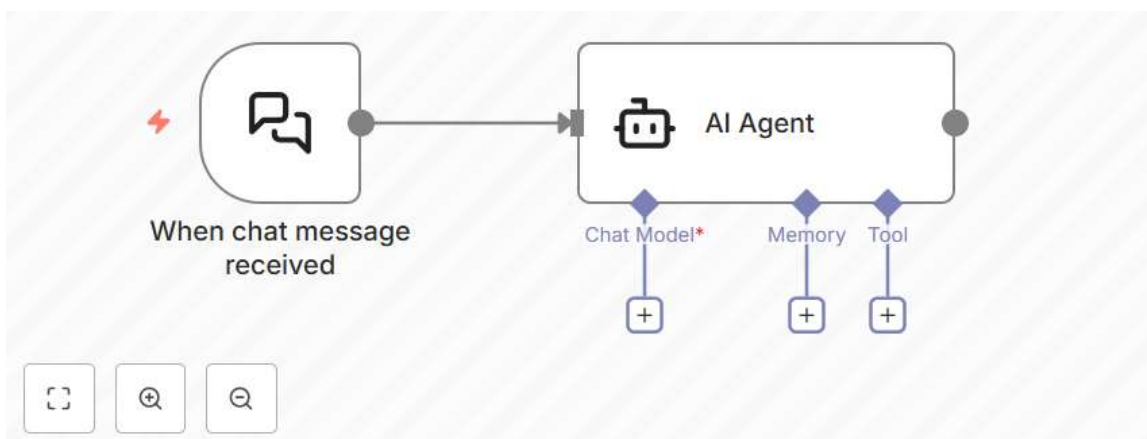 AI Agent
When chat message
received
Chat Model*
Memory
Tool